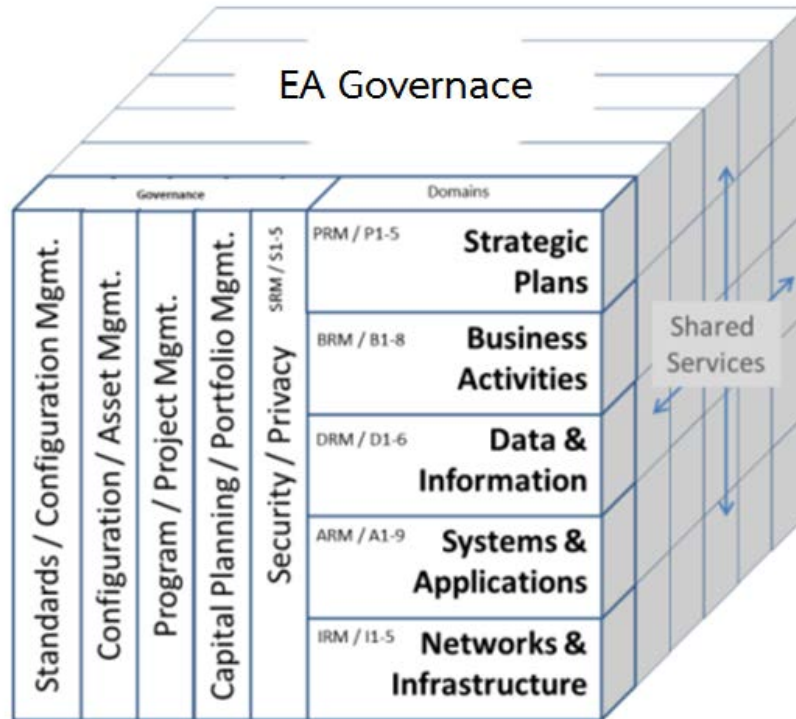 EA Governace
Governance
Domains
Standards / Configuration Mgmt.
Configuration / Asset Mgmt.
Program / Project Mgmt.
Capital Planning / Portfolio Mgmt.
Security / Privacy
SRM / S1-5
PRM / P1-5
Strategic
Plans
BRM / B1-8
Business
Activities
DRM / D1-6
Data &
Information
ARM / A1-9
Systems &
Applications
IRM / I1-5
Networks &
Infrastructure
Shared
Services